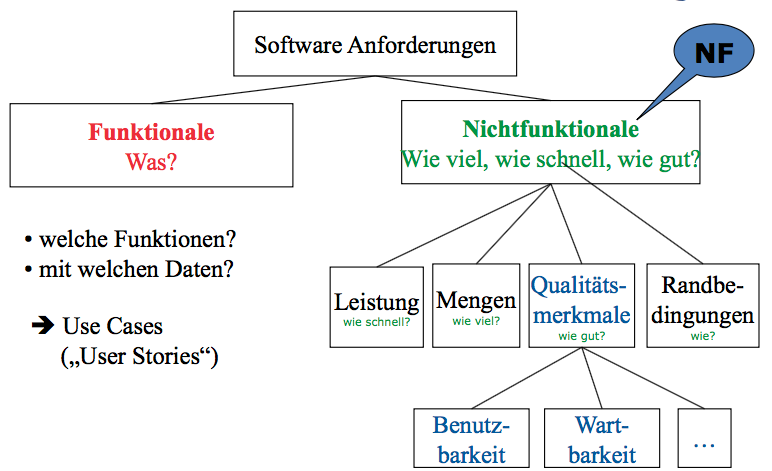 Software Anforderungen
NF
Funktionale
Was?
Nichtfunktionale
Wie viel, wie schnell, wie gut?
• welche Funktionen?
• mit welchen Daten?
➔ Use Cases
(„User Stories“)
Leistung
wie schnell?
Mengen
wie viel?
Qualitäts-
merkmale
wie gut?
Randbe-
dingungen
wie?
Benutz-
barkeit
Wart-
barkeit
...